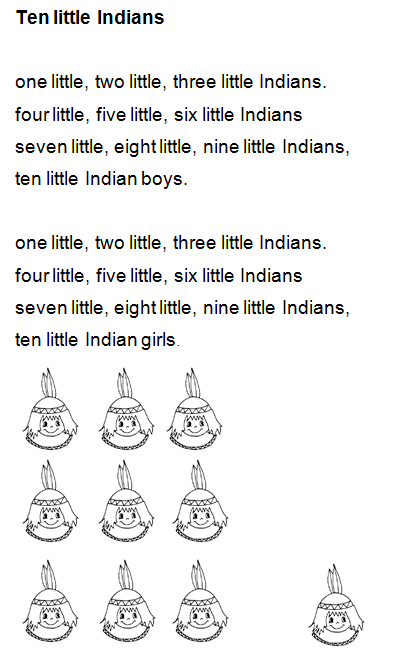 Ten little Indians
one little, two little, three little Indians.
four little, five little, six little Indians
seven little, eight little, nine little Indians,
ten little Indian boys.
one little, two little, three little Indians.
four little, five little, six little Indians
seven little, eight little, nine little Indians,
ten little Indian girls.